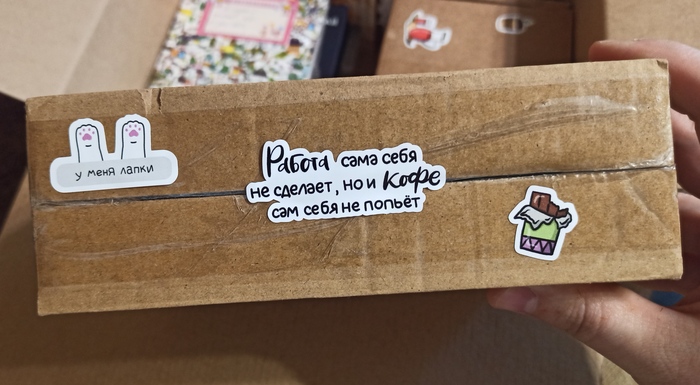 у меня лапки
Работа сама себя
не сделает, но и кофе
сам себя не попьёт